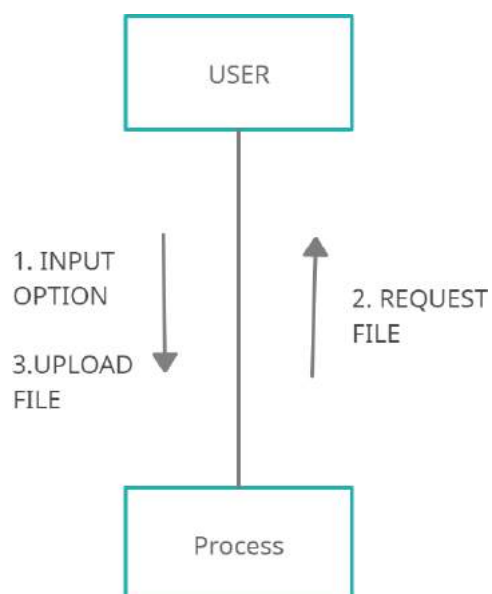 USER
1. INPUT
OPTION
3.UPLOAD
FILE
2. REQUEST
FILE
Process